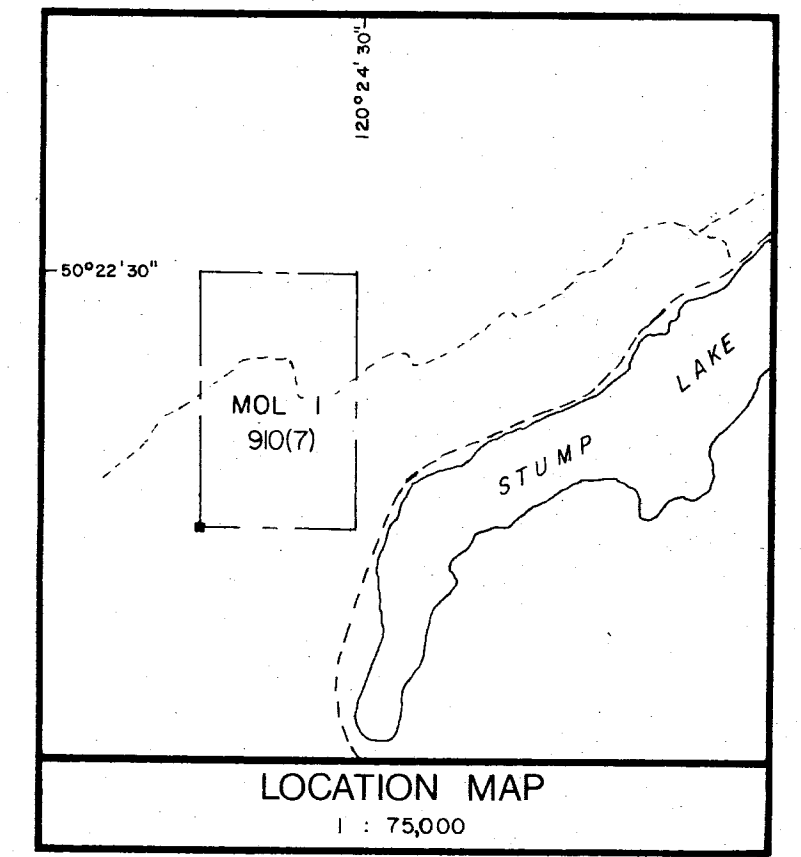 120°24'30"
50°22'30"
MOL 1
910(7)
STUMP LAKE
LOCATION MAP
1 : 75,000